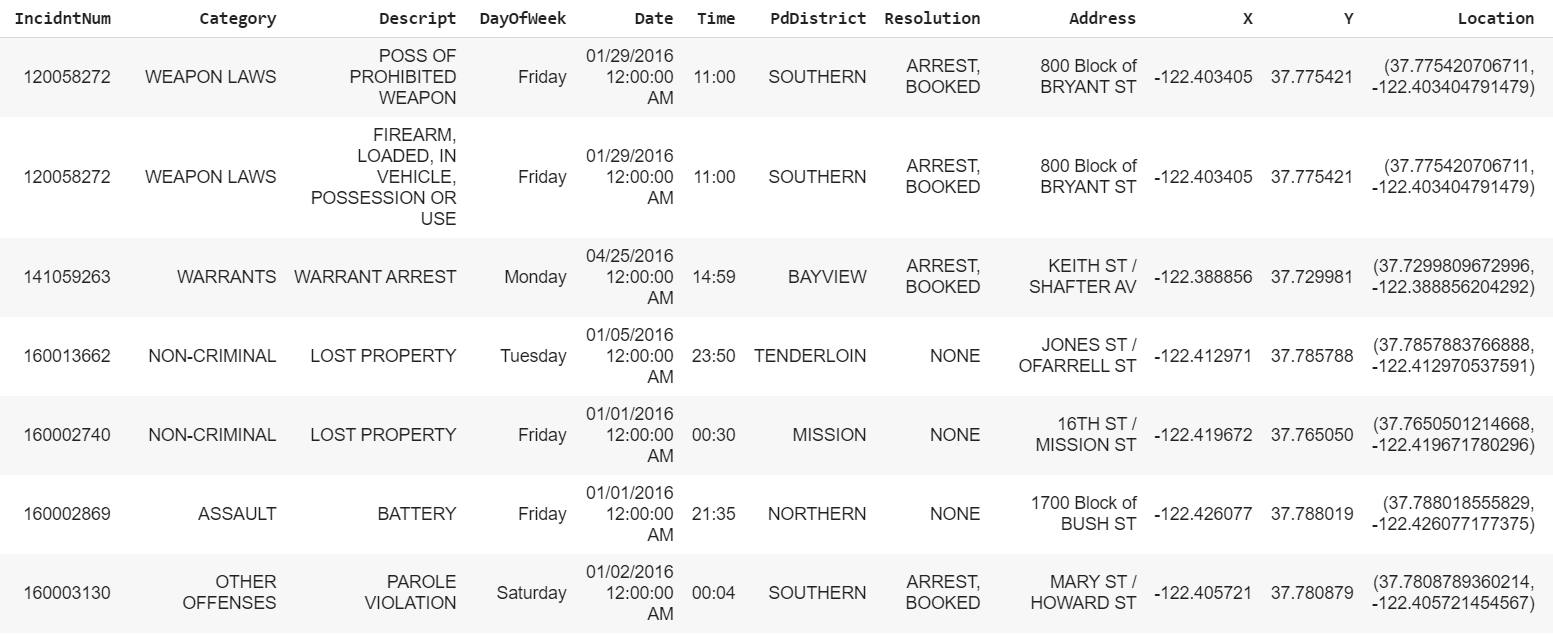 IncidntNum Category Descript DayOfWeek Date Time PdDistrict Resolution Address X Y Location
120058272 WEAPON LAWS POSS OF PROHIBITED WEAPON Friday 01/29/2016 12:00:00 AM 11:00 SOUTHERN ARREST, BOOKED 800 Block of BRYANT ST -122.403405 37.775421 (37.775420706711, -122.403404791479)
120058272 WEAPON LAWS FIREARM, LOADED, IN VEHICLE, POSSESSION OR USE Friday 01/29/2016 12:00:00 AM 11:00 SOUTHERN ARREST, BOOKED 800 Block of BRYANT ST -122.403405 37.775421 (37.775420706711, -122.403404791479)
141059263 WARRANTS WARRANT ARREST Monday 04/25/2016 12:00:00 AM 14:59 BAYVIEW ARREST, BOOKED KEITH ST / SHAFTER AV -122.388856 37.729981 (37.7299809672996, -122.388856204292)
160013662 NON-CRIMINAL LOST PROPERTY Tuesday 01/05/2016 12:00:00 AM 23:50 TENDERLOIN NONE JONES ST / OFARRELL ST -122.412971 37.785788 (37.7857883766888, -122.412970537591)
160002740 NON-CRIMINAL LOST PROPERTY Friday 01/01/2016 12:00:00 AM 00:30 MISSION NONE 16TH ST / MISSION ST -122.419672 37.765050 (37.7650501214668, -122.419671780296)
160002869 ASSAULT BATTERY Friday 01/01/2016 12:00:00 AM 21:35 NORTHERN NONE 1700 Block of BUSH ST -122.426077 37.788019 (37.788018555829, -122.426077177375)
160003130 OTHER OFFENSES PAROLE VIOLATION Saturday 01/02/2016 12:00:00 AM 00:04 SOUTHERN ARREST, BOOKED MARY ST / HOWARD ST -122.405721 37.780879 (37.7808789360214, -122.405721454567)